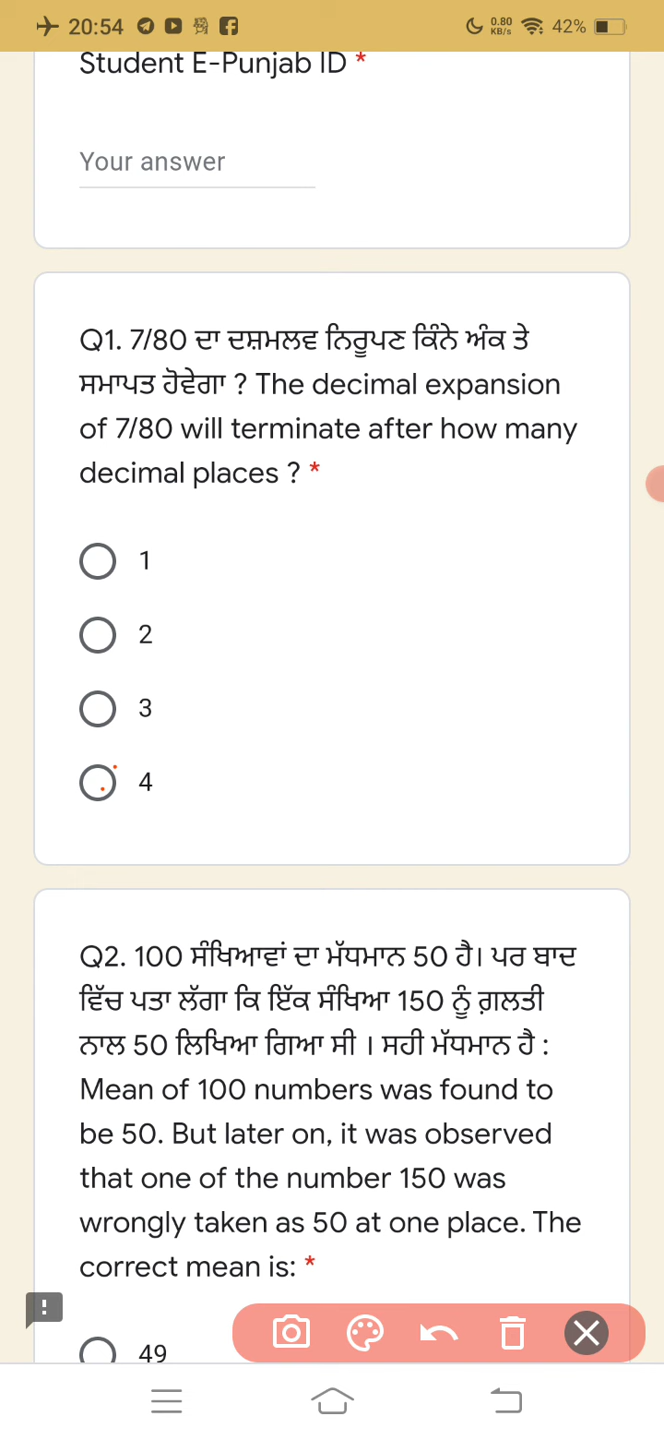 20:54
0.80 KB/s 42%
Student E-Punjab ID *
Your answer
Q1. 7/80 ਦਾ ਦਸ਼ਮਲਵ ਨਿਰੂਪਣ ਕਿੰਨੇ ਅੰਕ ਤੇ
ਸਮਾਪਤ ਹੋਵੇਗਾ ? The decimal expansion
of 7/80 will terminate after how many
decimal places ? *
1
2
3
4
Q2. 100 ਸੰਖਿਆਵਾਂ ਦਾ ਮੱਧਮਾਨ 50 ਹੈ। ਪਰ ਬਾਦ
ਵਿੱਚ ਪਤਾ ਲੱਗਾ ਕਿ ਇੱਕ ਸੰਖਿਆ 150 ਨੂੰ ਗ਼ਲਤੀ
ਨਾਲ 50 ਲਿਖਿਆ ਗਿਆ ਸੀ । ਸਹੀ ਮੱਧਮਾਨ ਹੈ :
Mean of 100 numbers was found to
be 50. But later on, it was observed
that one of the number 150 was
wrongly taken as 50 at one place. The
correct mean is: *
49